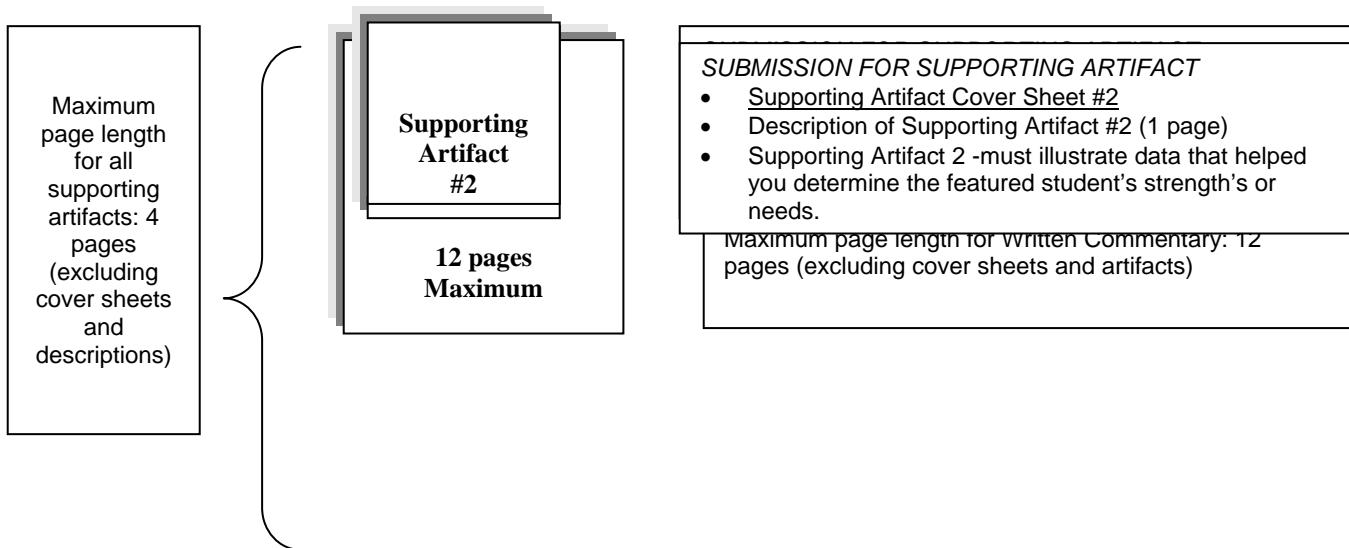 Maximum
page length
for all
supporting
artifacts: 4
pages
(excluding
cover sheets
and
descriptions)
Supporting
Artifact
#2
12 pages
Maximum
SUBMISSION FOR SUPPORTING ARTIFACT
• Supporting Artifact Cover Sheet #2
• Description of Supporting Artifact #2 (1 page)
• Supporting Artifact 2 -must illustrate data that helped
you determine the featured student’s strength’s or
needs.
Maximum page length for Written Commentary: 12
pages (excluding cover sheets and artifacts)